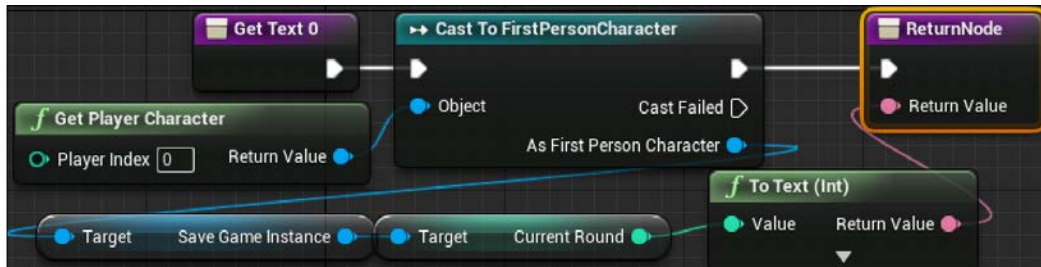 Get Text 0
Cast To FirstPersonCharacter
ReturnNode
Object
Cast Failed
Return Value
As First Person Character
Get Player Character
Player Index 0
Return Value
To Text (Int)
Value
Return Value
Target
Save Game Instance
Target
Current Round